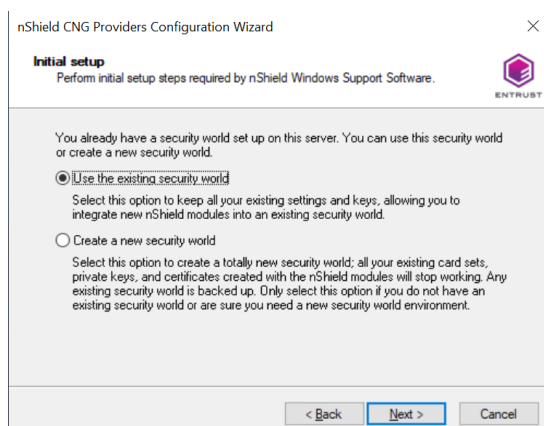 nShield CNG Providers Configuration Wizard
Initial setup
Perform initial setup steps required by nShield Windows Support Software.
ENTRUST
You already have a security world set up on this server. You can use this security world
or create a new security world.
Use the existing security world
Select this option to keep all your existing settings and keys, allowing you to
integrate new nShield modules into an existing security world.
Create a new security world
Select this option to create a totally new security world; all your existing card sets,
private keys, and certificates created with the nShield modules will stop working. Any
existing security world is backed up. Only select this option if you do not have an
existing security world or are sure you need a new security world environment.
< Back Next > Cancel